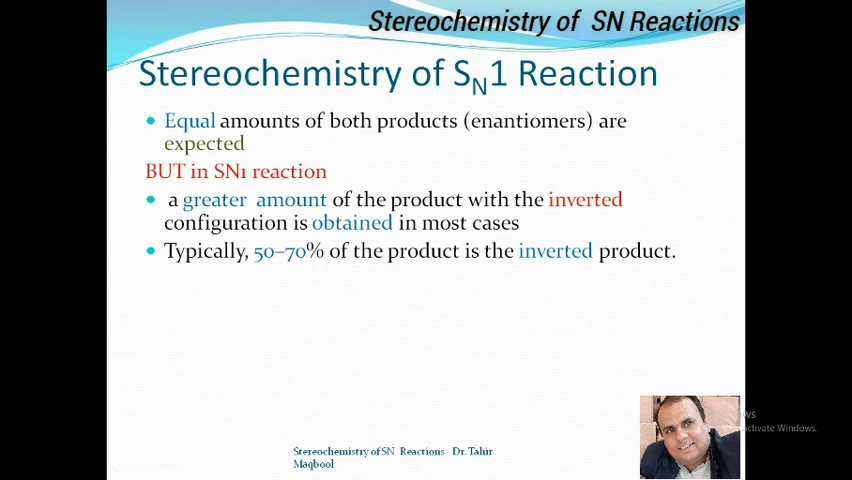 Stereochemistry of SN Reactions
Stereochemistry of SN1 Reaction
• Equal amounts of both products (enantiomers) are
expected
BUT in SN1 reaction
• a greater amount of the product with the inverted
configuration is obtained in most cases
• Typically, 50–70% of the product is the inverted product.
Stereochemistry of SN Reactions Dr. Tahir
Maqbool
activate Windows.